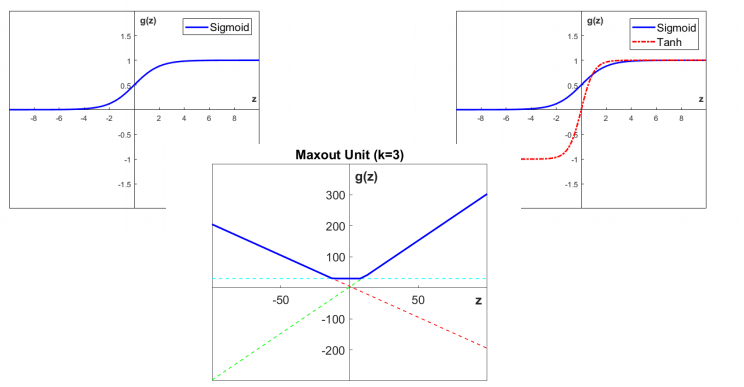 g(z)
Sigmoid
1.5
1
0.5
z
-8 -6 -4 -2 2 4 6 8
-0.5
-1
-1.5
g(z)
Sigmoid
Tanh
1.5
1
0.5
z
-8 -6 -4 -2 2 4 6 8
-0.5
-1
-1.5
Maxout Unit (k=3)
g(z)
300
200
100
-50 50 z
-100
-200